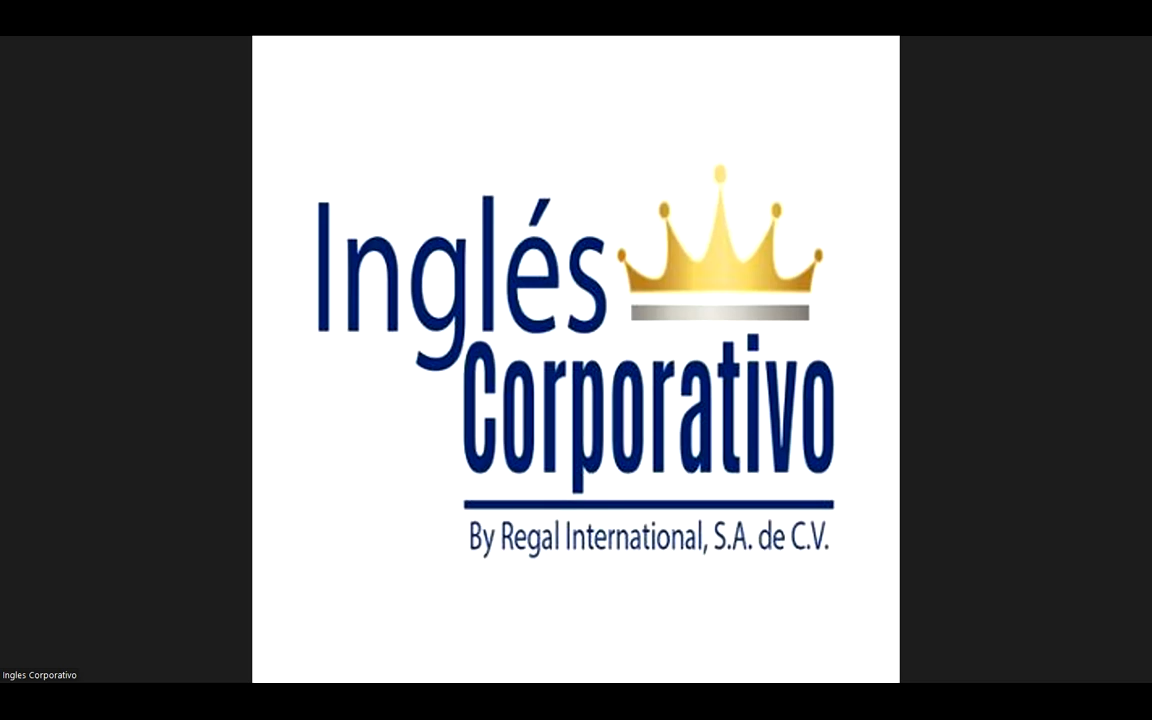 Inglés
Corporativo
By Regal International, S.A. de C.V.
Ingles Corporativo